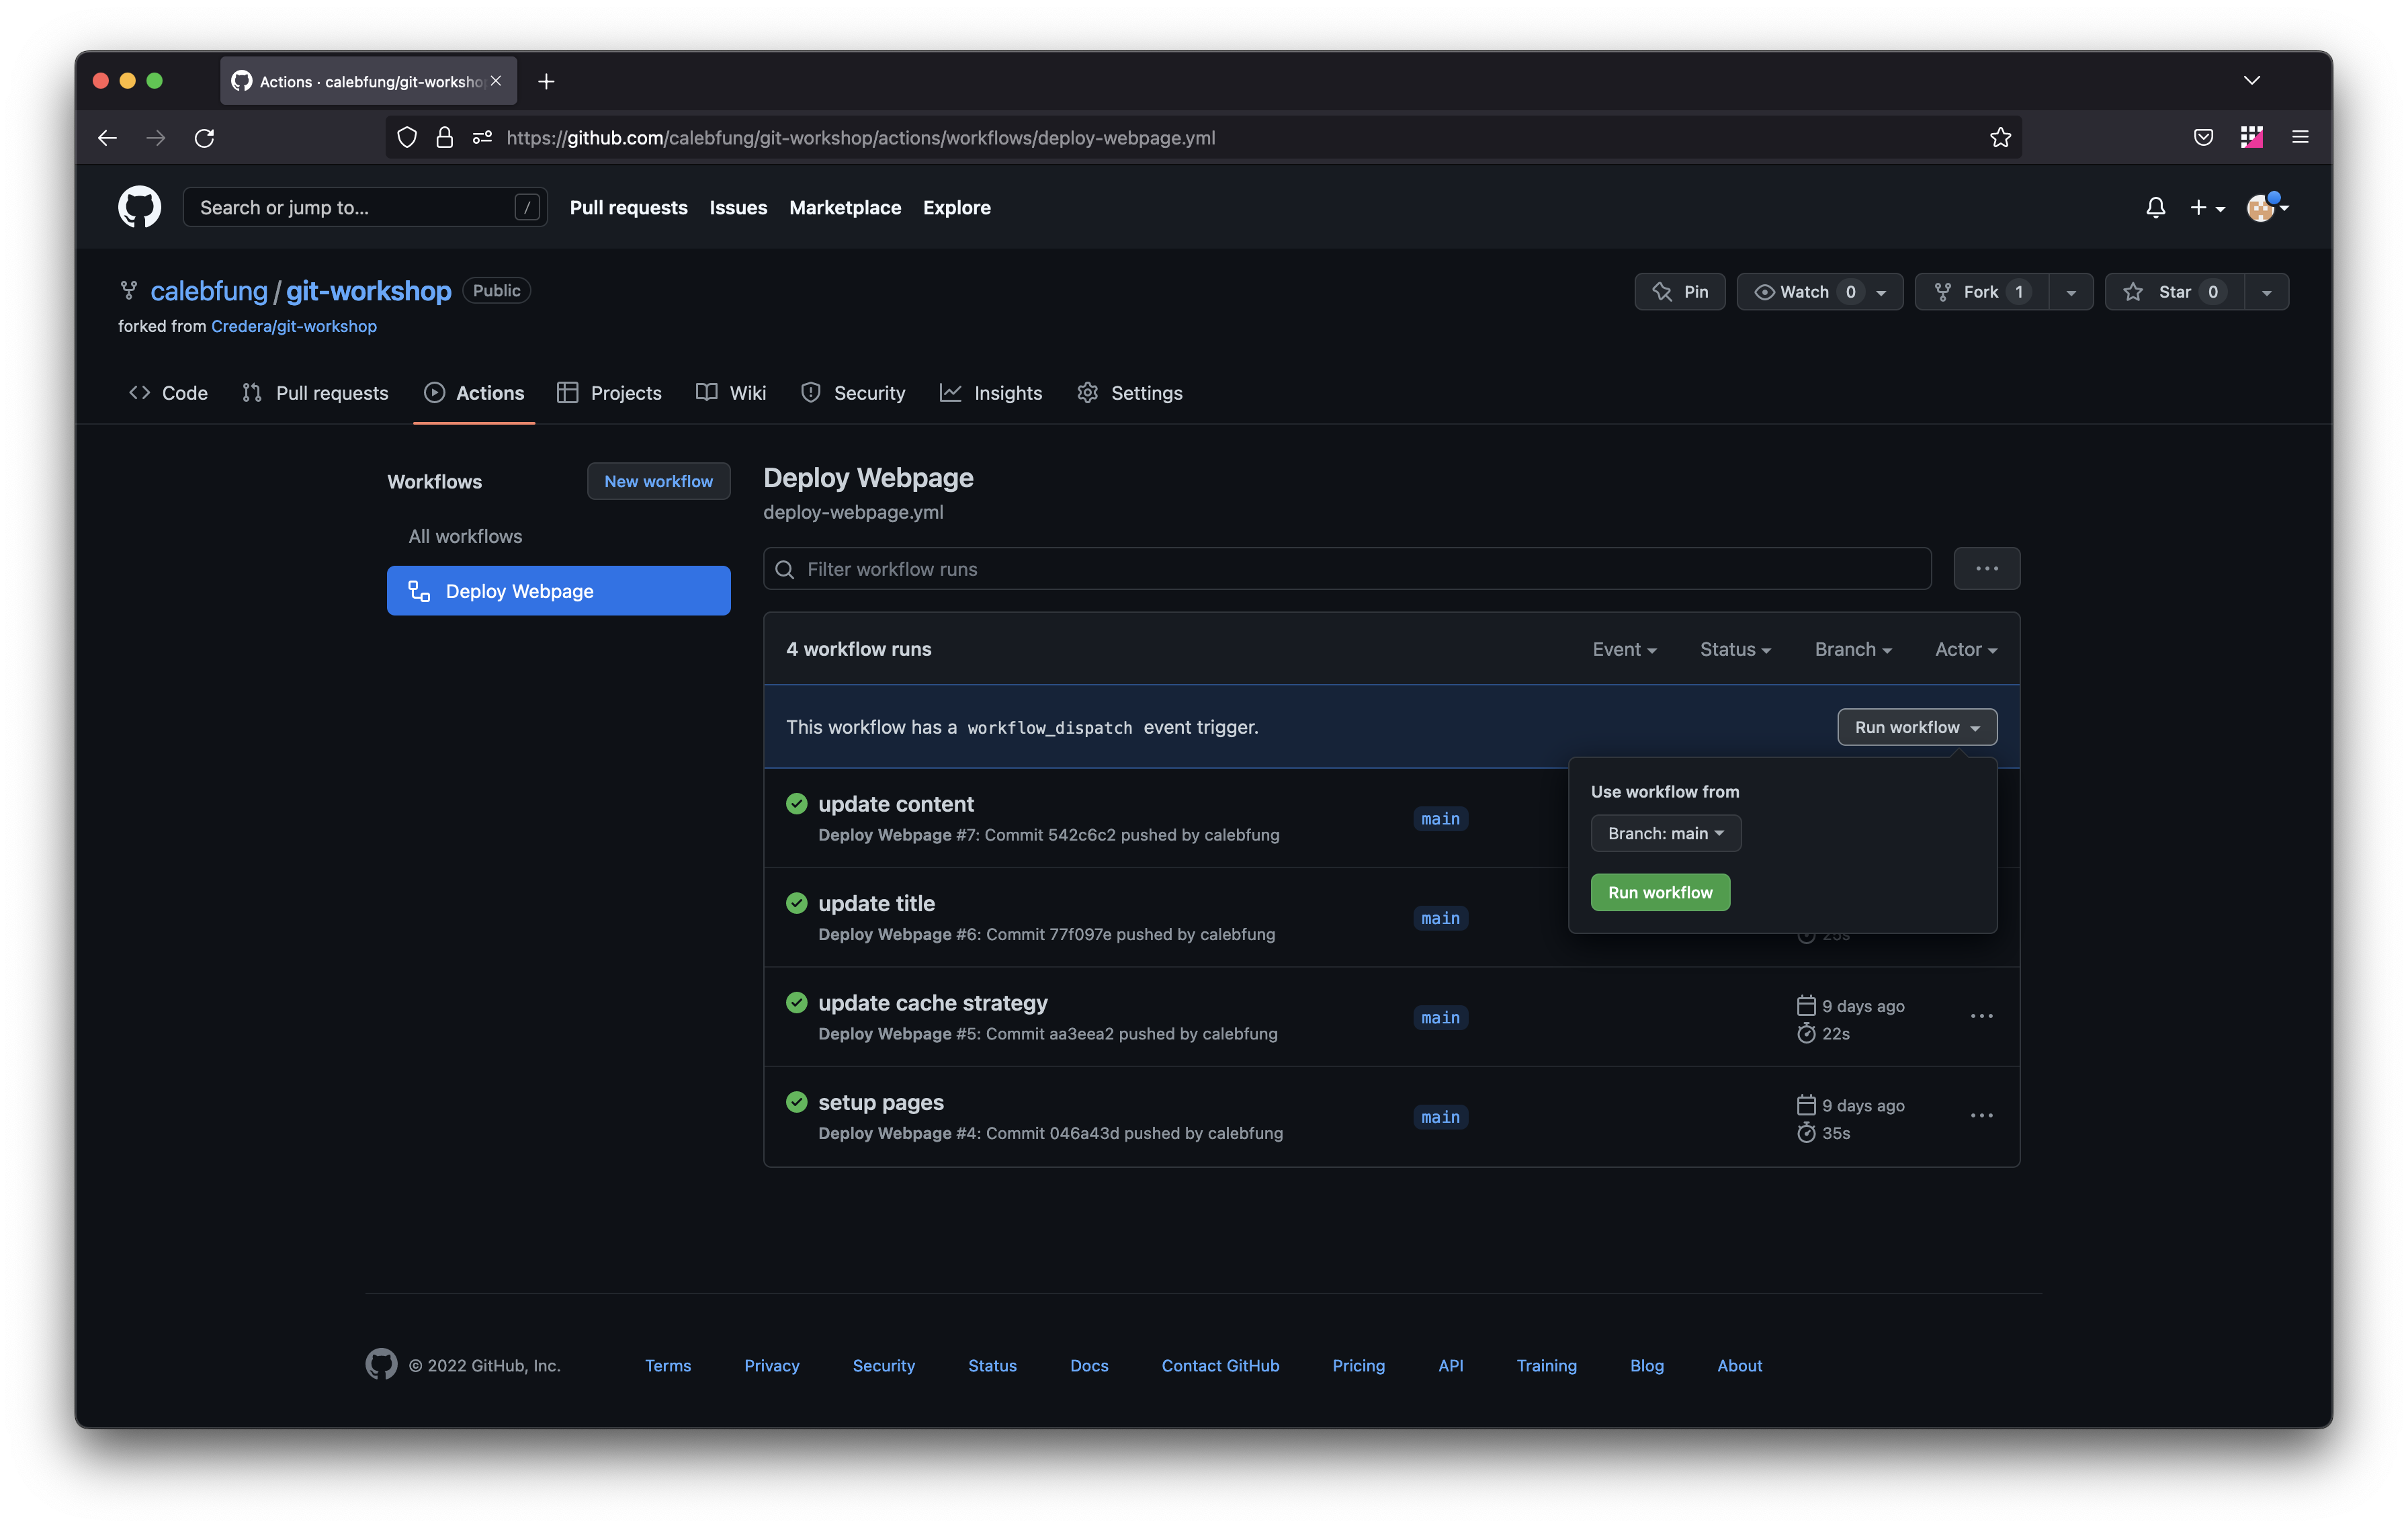 Actions · calebfung/git-worksho
https://github.com/calebfung/git-workshop/actions/workflows/deploy-webpage.yml
Search or jump to... /
Pull requests Issues Marketplace Explore
calebfung / git-workshop Public
Pin Watch 0 Fork 1 Star 0
forked from Credera/git-workshop
Code Pull requests Actions Projects Wiki Security Insights Settings
Workflows New workflow
All workflows
Deploy Webpage
Deploy Webpage
deploy-webpage.yml
Filter workflow runs
4 workflow runs Event Status Branch Actor
This workflow has a workflow_dispatch event trigger. Run workflow
Use workflow from
Branch: main
Run workflow
update content
Deploy Webpage #7: Commit 542c6c2 pushed by calebfung
main
update title
Deploy Webpage #6: Commit 77f097e pushed by calebfung
main
25s
update cache strategy
Deploy Webpage #5: Commit aa3eea2 pushed by calebfung
main
9 days ago
22s
setup pages
Deploy Webpage #4: Commit 046a43d pushed by calebfung
main
9 days ago
35s
© 2022 GitHub, Inc. Terms Privacy Security Status Docs Contact GitHub Pricing API Training Blog About